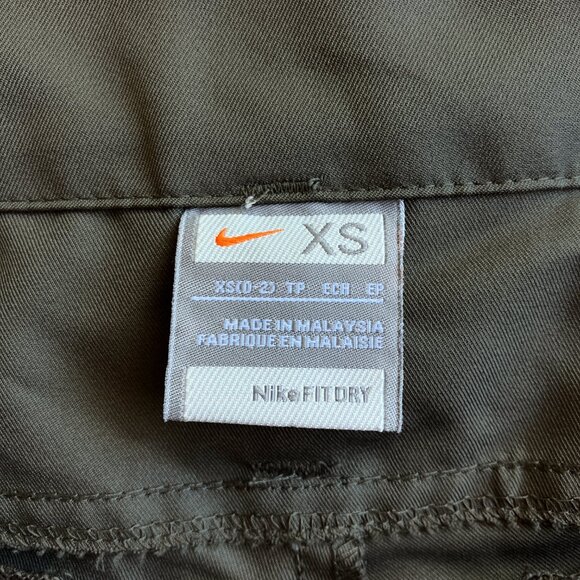 XS
XS(0-2) TP ECH EP
MADE IN MALAYSIA
FABRIQUE EN MALAISIE
Nike FIT DRY